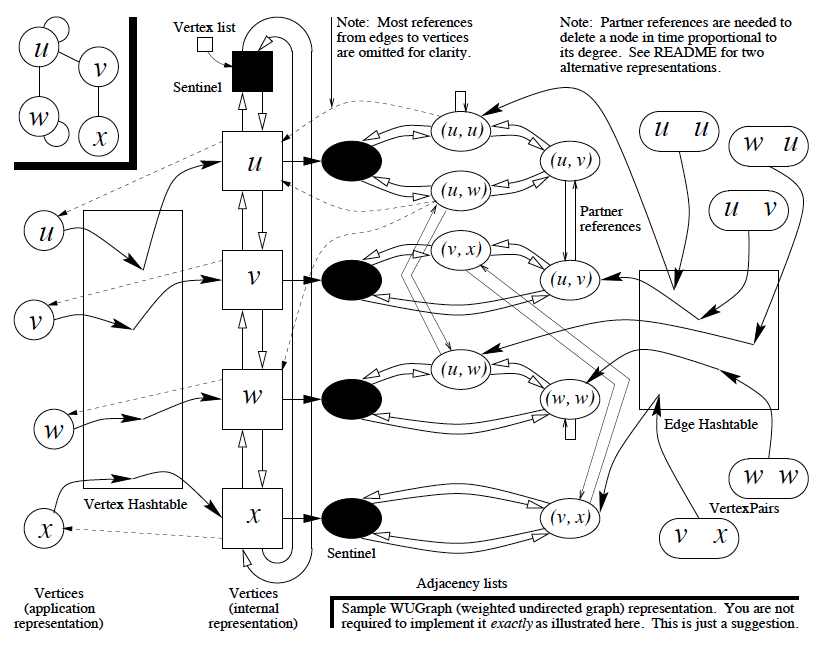 Note: Most references
from edges to vertices
are omitted for clarity.
Note: Partner references are needed to
delete a node in time proportional to
its degree. See README for two
alternative representations.
Vertex list
Sentinel
u
v
w
x
u
v
w
x
u
v
w
x
(u, u)
(u, v)
(u, w)
(v, x)
(u, v)
(u, w)
(w, w)
(v, x)
Partner
references
u u
w u
u v
w w
v x
Edge Hashtable
VertexPairs
Vertex Hashtable
Sentinel
Vertices
(application
representation)
Vertices
(internal
representation)
Adjacency lists
Sample WUGraph (weighted undirected graph) representation. You are not
required to implement it exactly as illustrated here. This is just a suggestion.